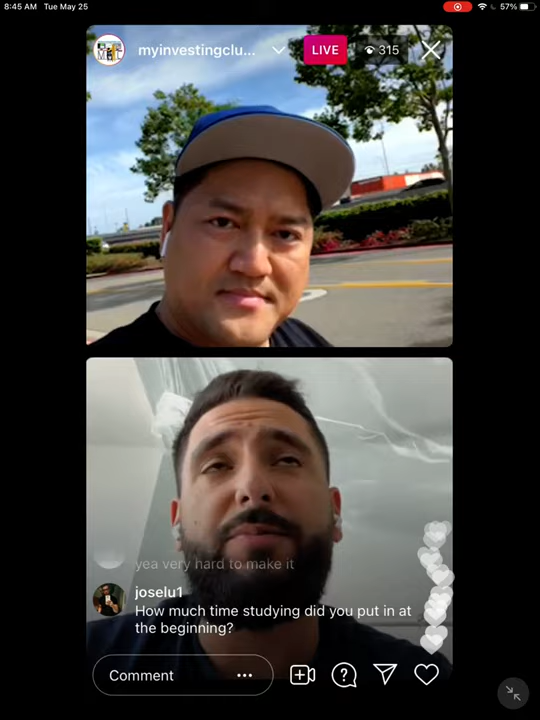 8:45 AM Tue May 25
57%
myinvestingclu...
LIVE
315
yea very hard to make it
joselu1
How much time studying did you put in at
the beginning?
Comment